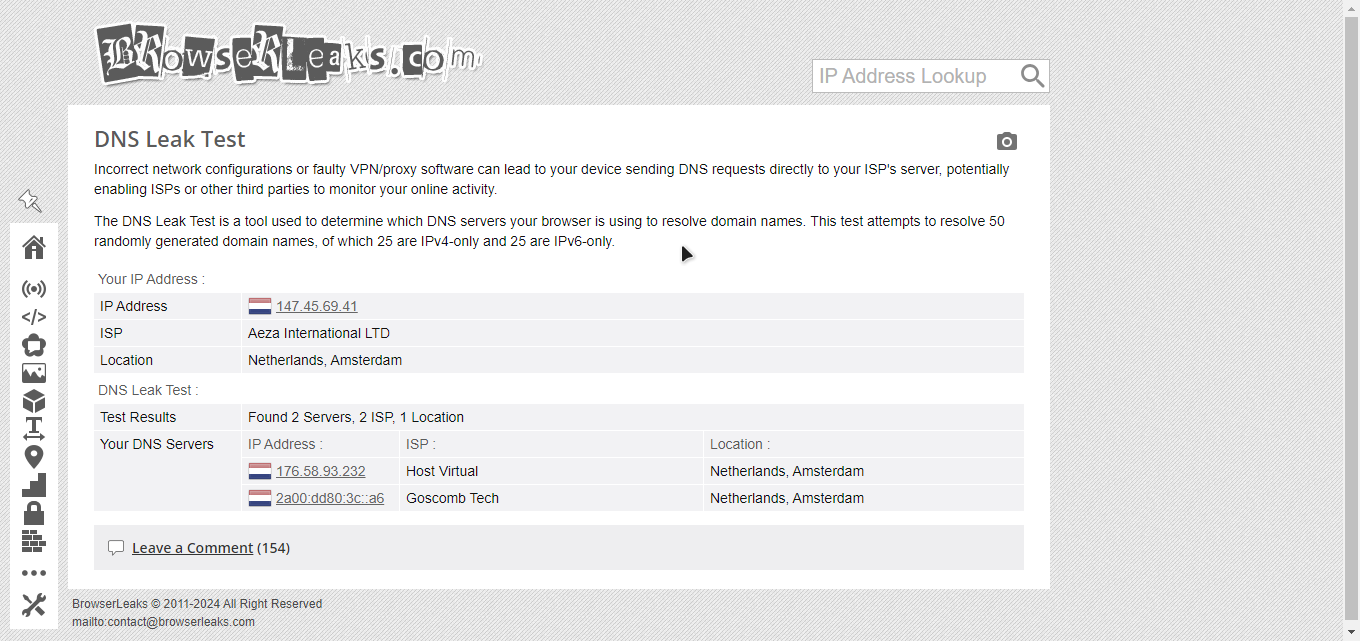 BrowserLeaks.com
IP Address Lookup
DNS Leak Test
Incorrect network configurations or faulty VPN/proxy software can lead to your device sending DNS requests directly to your ISP's server, potentially
enabling ISPs or other third parties to monitor your online activity.
The DNS Leak Test is a tool used to determine which DNS servers your browser is using to resolve domain names. This test attempts to resolve 50
randomly generated domain names, of which 25 are IPv4-only and 25 are IPv6-only.
Your IP Address :
IP Address 147.45.69.41
ISP Aeza International LTD
Location Netherlands, Amsterdam
DNS Leak Test :
Test Results Found 2 Servers, 2 ISP, 1 Location
Your DNS Servers IP Address : ISP : Location :
176.58.93.232 Host Virtual Netherlands, Amsterdam
2a00:dd80:3c::a6 Goscomb Tech Netherlands, Amsterdam
Leave a Comment (154)
BrowserLeaks © 2011-2024 All Right Reserved
mailto:contact@browserleaks.com